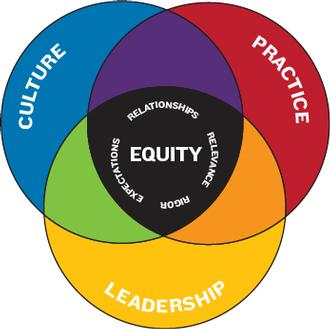 CULTURE
PRACTICE
RELATIONSHIPS
EQUITY
EXPECTATIONS
RELEVANCE
RIGOR
LEADERSHIP